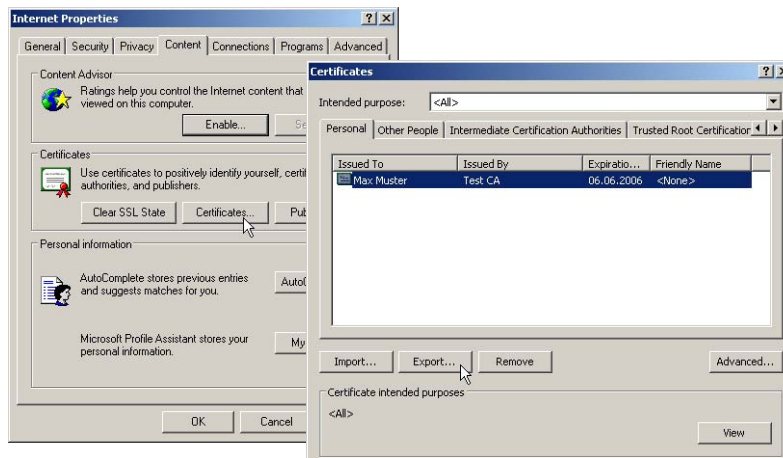 Internet Properties
General Security Privacy Content Connections Programs Advanced
Content Advisor
Ratings help you control the Internet content that
viewed on this computer.
Enable...
Certificates
Use certificates to positively identify yourself,
authorities, and publishers.
Clear SSL State Certificates...
Personal information
AutoComplete stores previous entries
and suggests matches for you.
Microsoft Profile Assistant stores your
personal information.
My
OK Cancel
Certificates
Intended purpose: <All>
Personal Other People Intermediate Certification Authorities Trusted Root Certification
Issued To Issued By Expiratio... Friendly Name
Max Muster Test CA 06.06.2006 <None>
Import... Export... Remove Advanced...
Certificate intended purposes
<All>
View